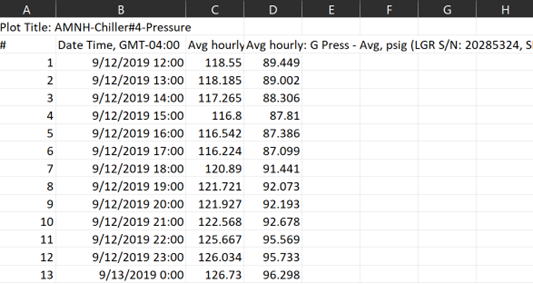 A B C D E F G H
Plot Title: AMNH-Chiller#4-Pressure
# Date Time, GMT-04:00 Avg hourly Avg hourly: G Press - Avg, psig (LGR S/N: 20285324, S
1 9/12/2019 12:00 118.55 89.449
2 9/12/2019 13:00 118.185 89.002
3 9/12/2019 14:00 117.265 88.306
4 9/12/2019 15:00 116.8 87.81
5 9/12/2019 16:00 116.542 87.386
6 9/12/2019 17:00 116.224 87.099
7 9/12/2019 18:00 120.89 91.441
8 9/12/2019 19:00 121.721 92.073
9 9/12/2019 20:00 121.927 92.193
10 9/12/2019 21:00 122.568 92.678
11 9/12/2019 22:00 125.667 95.569
12 9/12/2019 23:00 126.034 95.733
13 9/13/2019 0:00 126.73 96.298